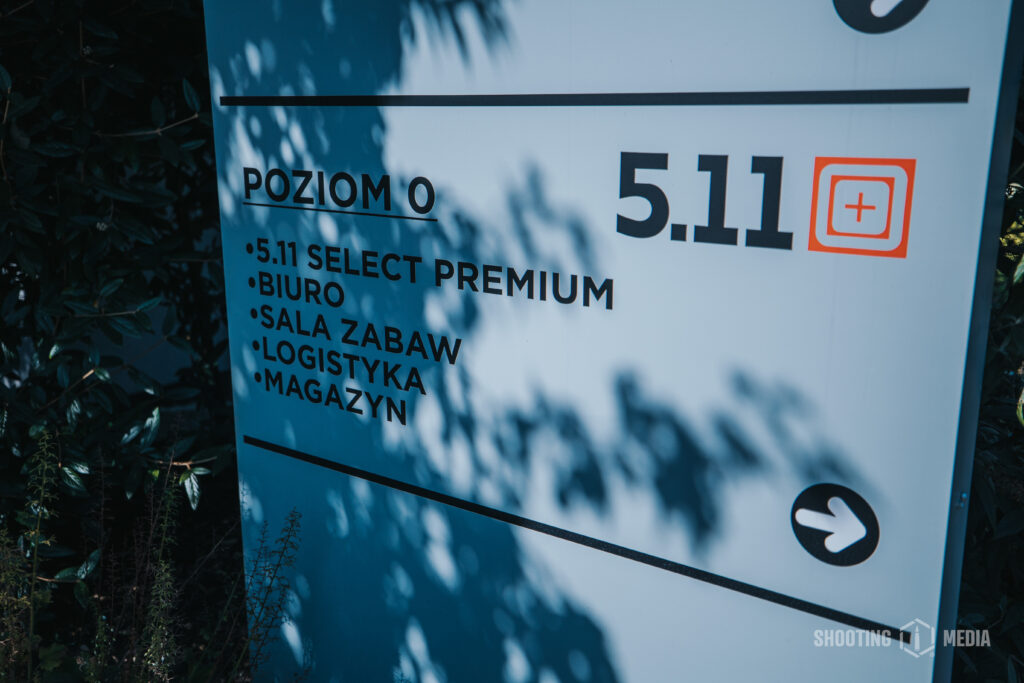 POZIOM 0
5.11
•5.11 SELECT PREMIUM
•BIURO
•SALA ZABAW
•LOGISTYKA
•MAGAZYN
SHOOTING MEDIA